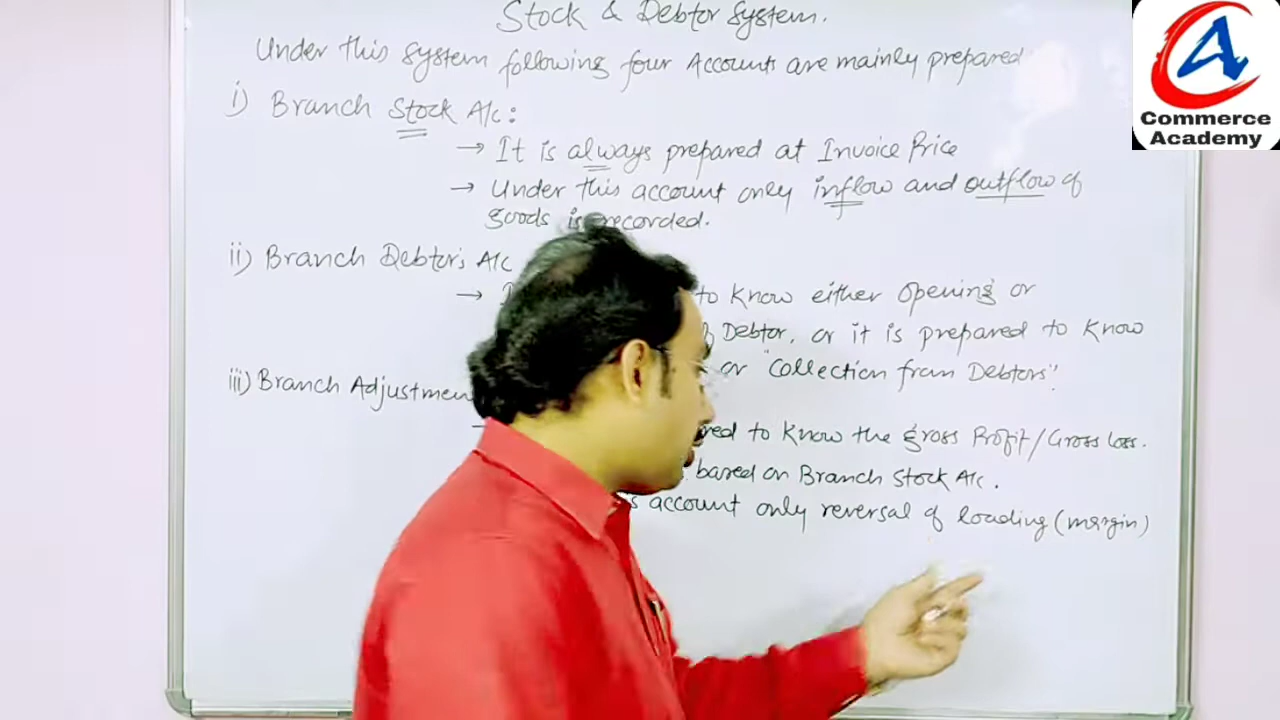 Stock & Debtor System.
Under this system following four Accounts are mainly prepared
i) Branch Stock A/c:
→ It is always prepared at Invoice Price
→ Under this account only inflow and outflow of
goods is recorded.
ii) Branch Debtor's A/c
→ to know either opening or
of Debtor, or it is prepared to know
or "Collection from Debtors".
iii) Branch Adjustmen
red to know the gross Profit/Gross loss.
based on Branch Stock A/c.
s account only reversal of loading (margin)
CA
Commerce
Academy